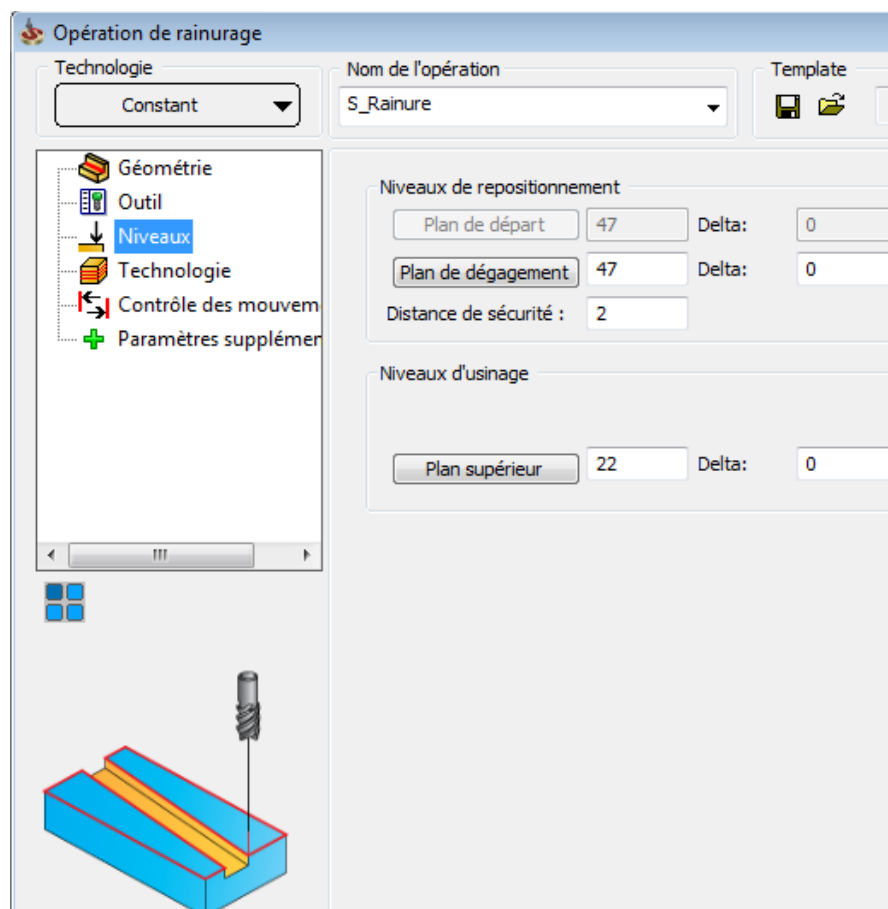 Opération de rainurage
Technologie
Constant
Nom de l'opération
S_Rainure
Template
Géométrie
Outil
Niveaux
Technologie
Contrôle des mouvem
Paramètres supplémen
Niveaux de repositionnement
Plan de départ 47 Delta: 0
Plan de dégagement 47 Delta: 0
Distance de sécurité : 2
Niveaux d'usinage
Plan supérieur 22 Delta: 0